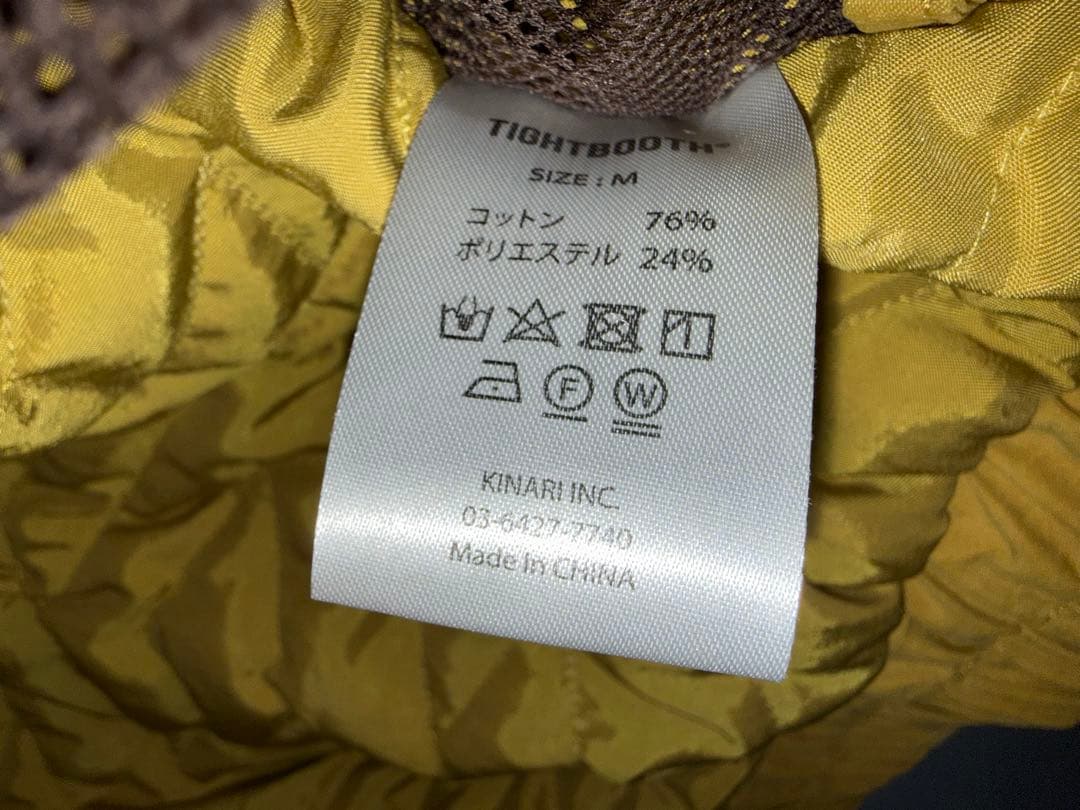 TIGHTBOOTH®
SIZE : M
コットン 76%
ポリエステル 24%
F W
KINARI INC.
03-6427-7740
Made In CHINA